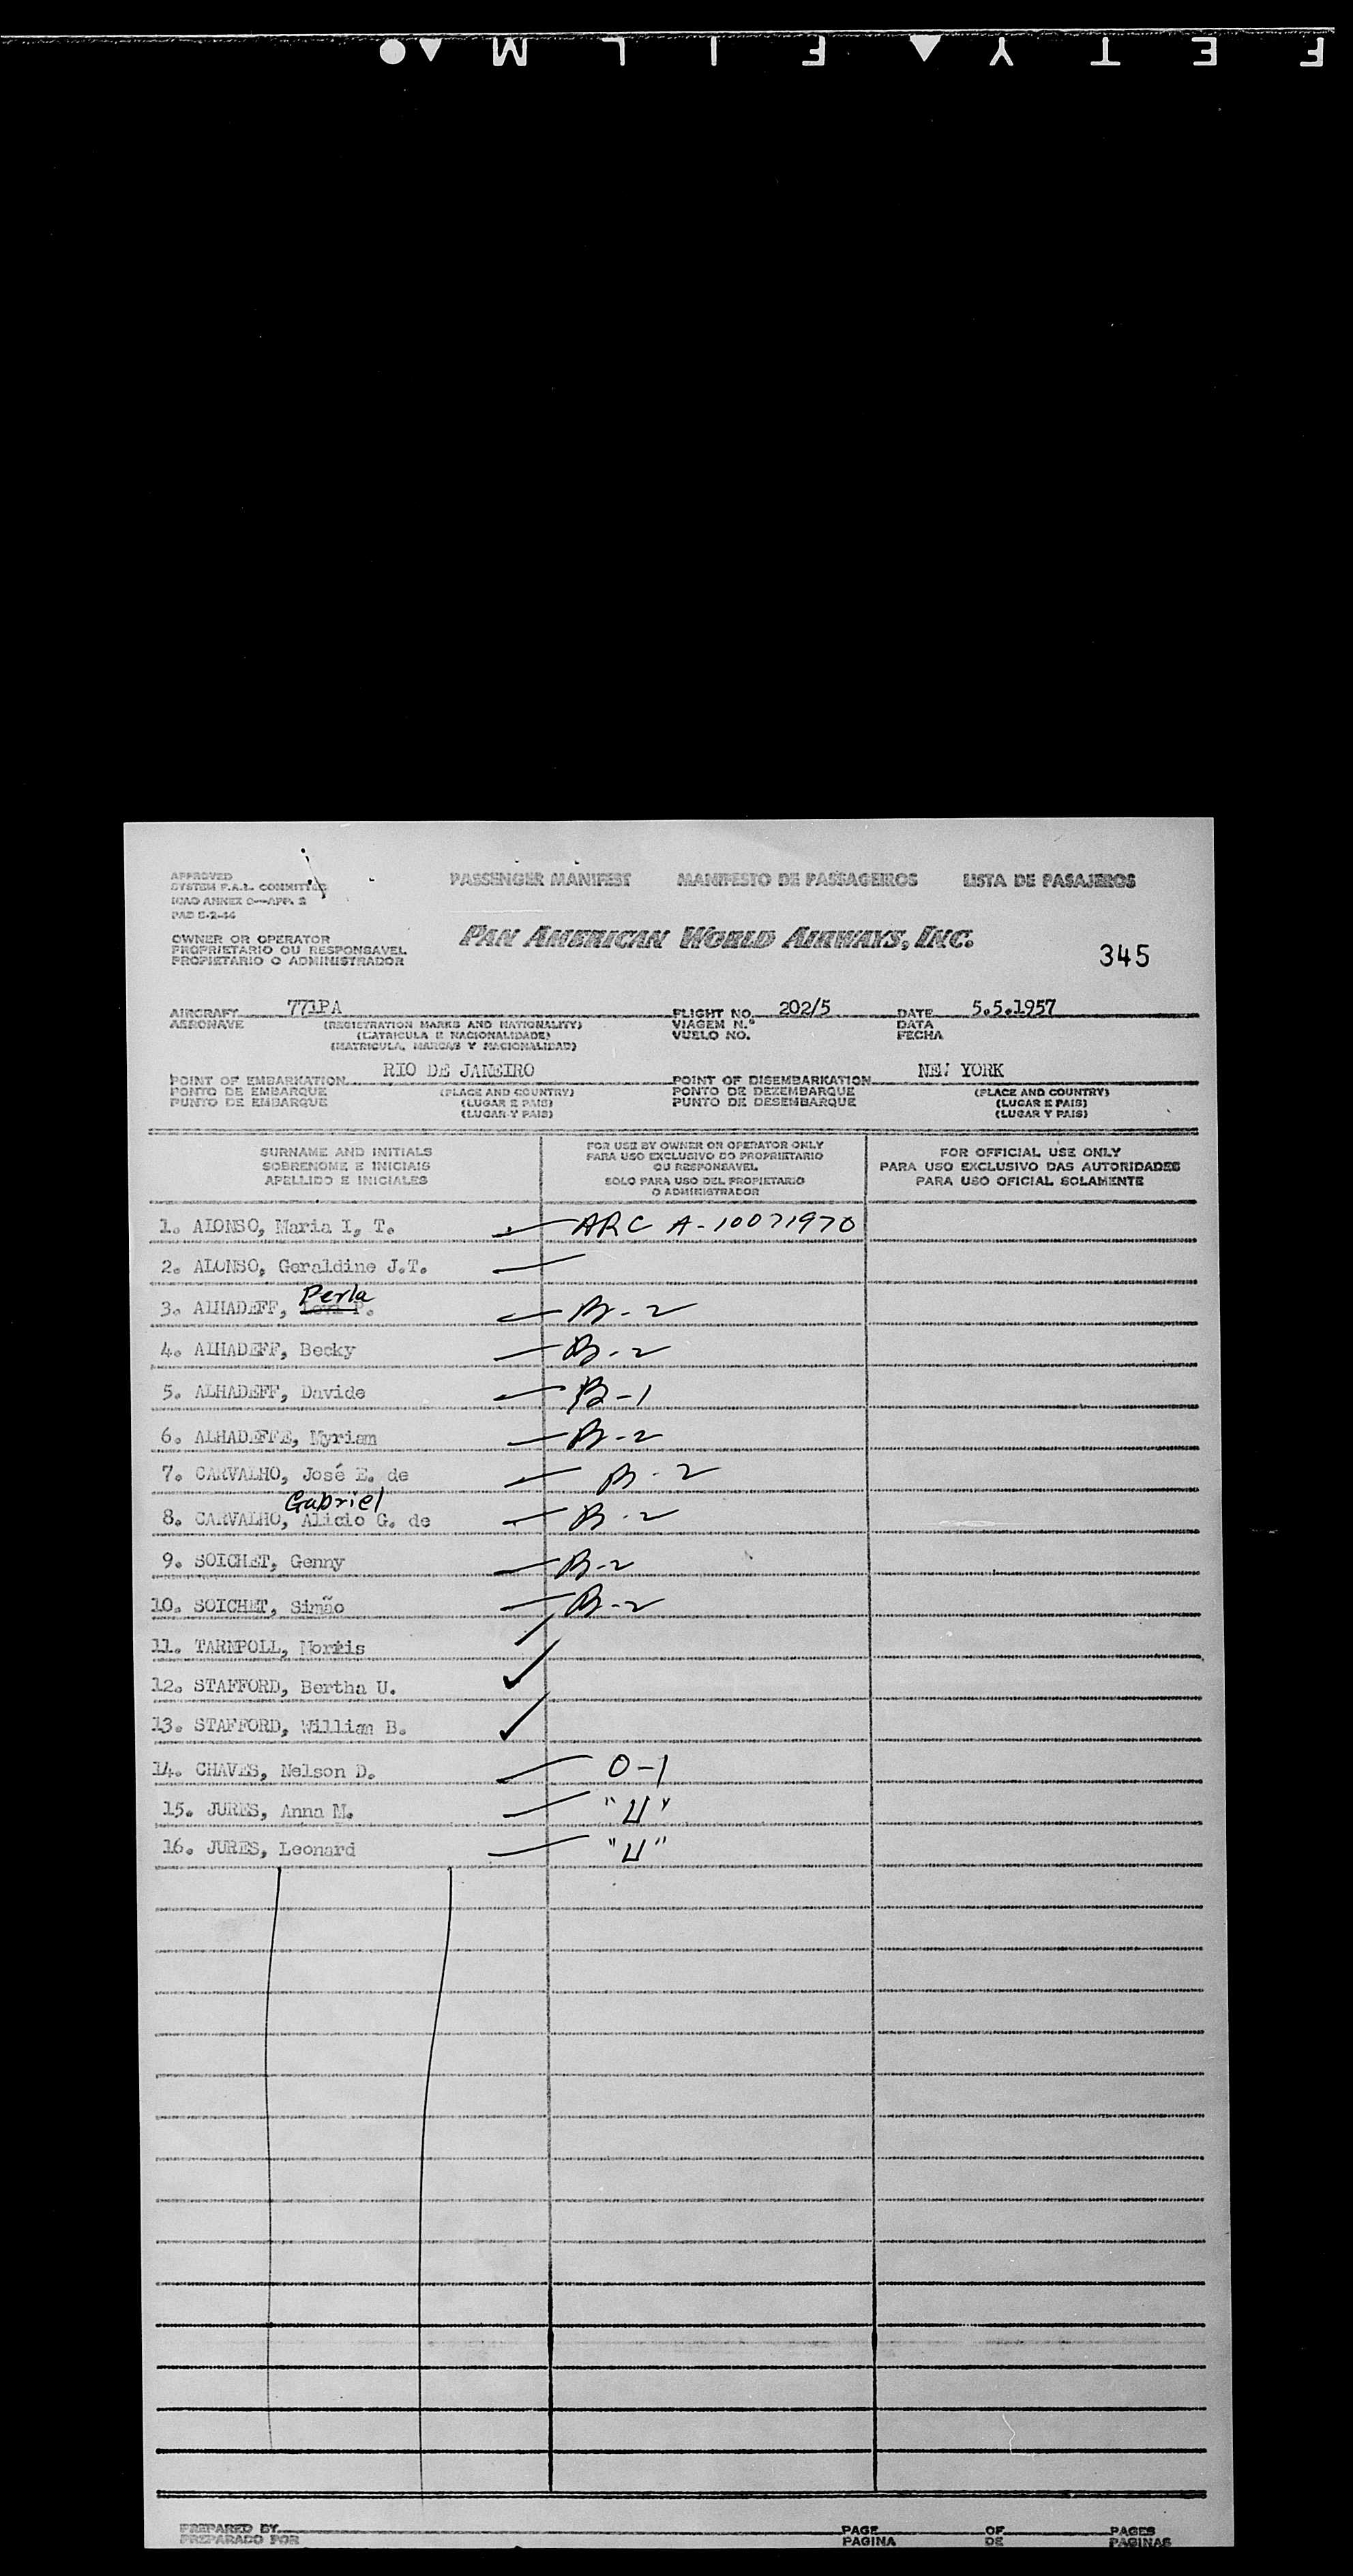 SAFETY FILM
APPROVED
SYSTEM F.A.L. COMMITTEE
ICAO ANNEX 9—APP. 2
PASSENGER MANIFEST MANIFESTO DE PASSAGEIROS LISTA DE PASAJEROS
OWNER OR OPERATOR
PROPRIETARIO OU RESPONSAVEL
PROPIETARIO O ADMINISTRADOR
PAN AMERICAN WORLD AIRWAYS, INC.
345
AIRCRAFT 771PA FLIGHT NO. 202/5 DATE 5.5.1957
AERONAVE (REGISTRATION MARKS AND NATIONALITY) VIAGEM N.º DATA
(LATRICULA E NACIONALIDADE) VUELO NO. FECHA
(MATRICULA, MARCAS Y NACIONALIDAD)
POINT OF EMBARKATION RIO DE JANEIRO POINT OF DISEMBARKATION NEW YORK
PONTO DE EMBARQUE (PLACE AND COUNTRY) PONTO DE DEZEMBARQUE (PLACE AND COUNTRY)
PUNTO DE EMBARQUE (LUGAR E PAIS) PUNTO DE DESEMBARQUE (LUGAR E PAIS)
(LUGAR Y PAIS) (LUGAR Y PAIS)
SURNAME AND INITIALS
SOBRENOME E INICIAIS
APELLIDO E INICIALES
FOR USE BY OWNER OR OPERATOR ONLY
PARA USO EXCLUSIVO DO PROPRIETARIO
OU RESPONSAVEL
SOLO PARA USO DEL PROPIETARIO
O ADMINISTRADOR
FOR OFFICIAL USE ONLY
PARA USO EXCLUSIVO DAS AUTORIDADES
PARA USO OFICIAL SOLAMENTE
1. ALONSO, Maria I, T. ARC A-10071970
2. ALONSO, Geraldine J.T.
Perla
3. ALHADEFF, P. B-2
4. ALHADEFF, Becky B-2
5. ALHADEFF, Davide B-1
6. ALHADEFFE, Myriam B-2
7. CARVALHO, José E. de B-2
Gabriel
8. CARVALHO, Alicio G. de B-2
9. SOICHET, Genny B-2
10. SOICHET, Simão B-2
11. TARNPOLL, Morris
12. STAFFORD, Bertha U.
13. STAFFORD, William B.
14. CHAVES, Nelson D. O-1
15. JURES, Anna M. "U"
16. JURES, Leonard "U"
PREPARED BY PAGE OF PAGES
PREPARADO POR PAGINA DE PAGINAS